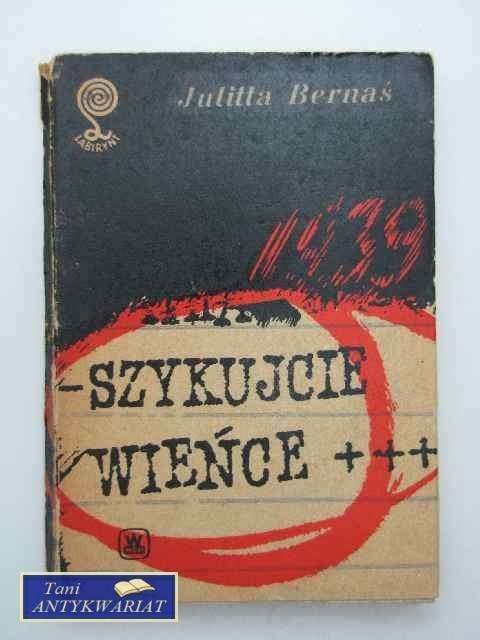 Julitta Bernaś
LABIRYNT
1939
-SZYKUJCIE
WIEŃCE +++
Tani
ANTYKWARIAT